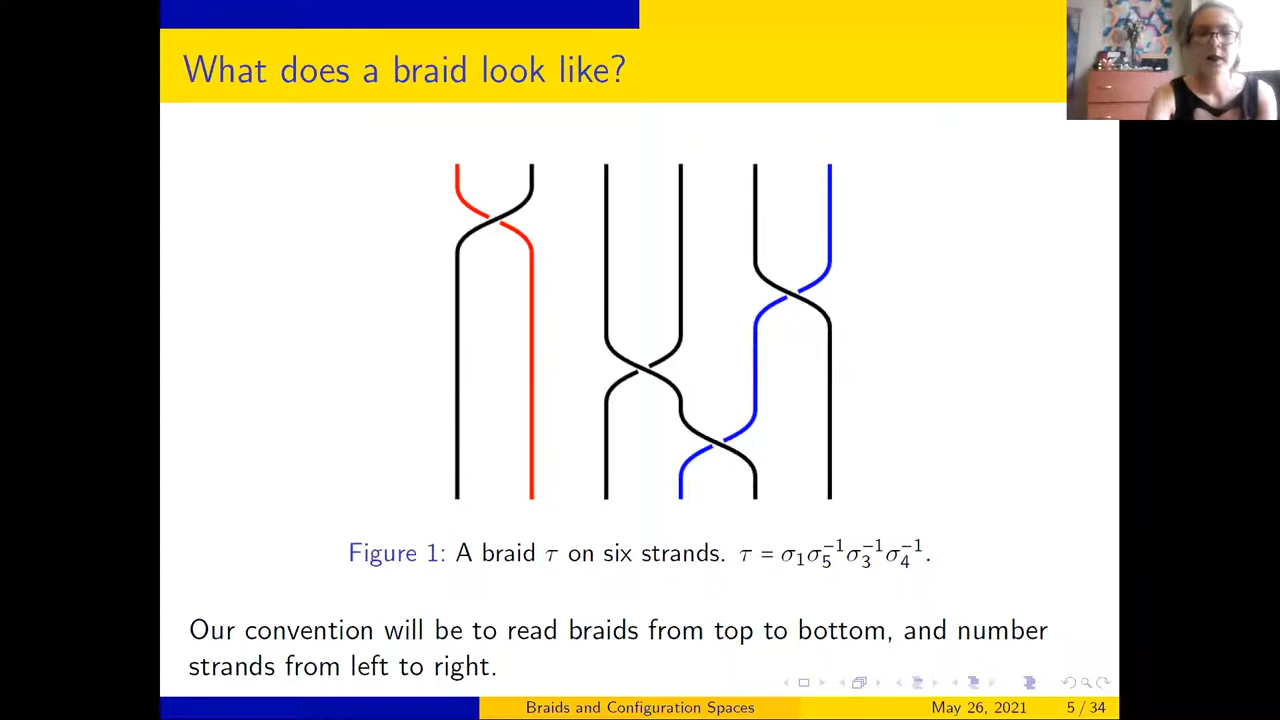 What does a braid look like?
Figure 1: A braid τ on six strands. τ = σ₁σ₅⁻¹σ₃⁻¹σ₄⁻¹.
Our convention will be to read braids from top to bottom, and number
strands from left to right.
Braids and Configuration Spaces May 26, 2021 5 / 34